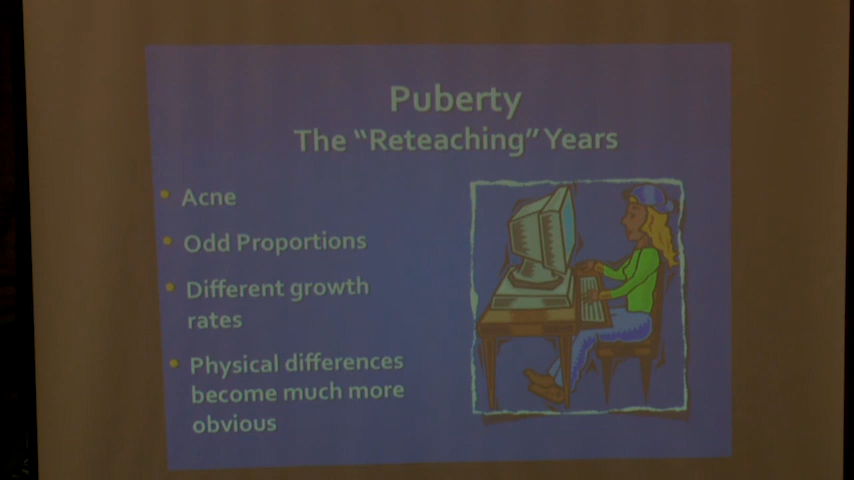 Puberty
The “Reteaching” Years
• Acne
• Odd Proportions
• Different growth
rates
• Physical differences
become much more
obvious